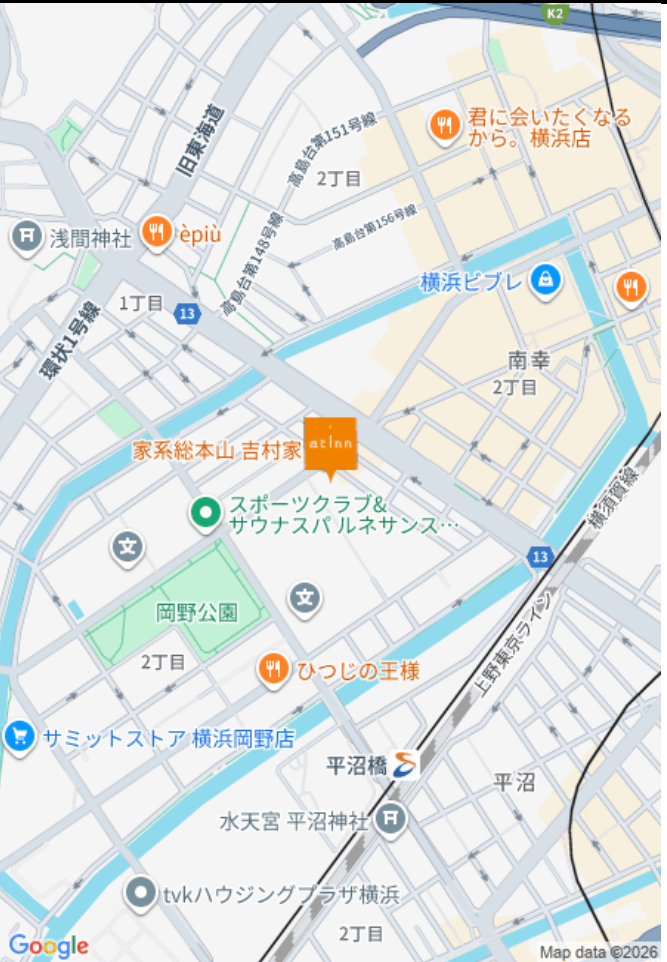 K2
君に会いたくなる
から。横浜店
旧東海道
高島台第151号線
2丁目
高島台第156号線
浅間神社
èpiù
高島台第148号線
横浜ビブレ
1丁目
13
環状1号線
南幸
2丁目
家系総本山 吉村家
at inn
スポーツクラブ&
サウナスパ ルネサンス…
横須賀線
13
岡野公園
上野東京ライン
2丁目
ひつじの王様
サミットストア 横浜岡野店
平沼橋
平沼
水天宮 平沼神社
tvkハウジングプラザ横浜
2丁目
Google
Map data ©2026